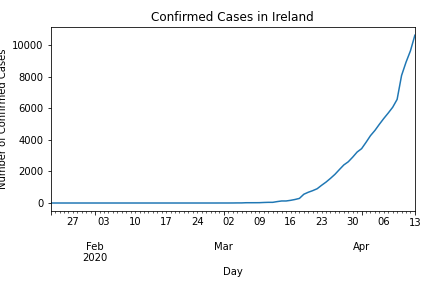 Confirmed Cases in Ireland
Number of Confirmed Cases
10000
8000
6000
4000
2000
0
27 03 10 17 24 02 09 16 23 30 06 13
Feb Mar Apr
2020
Day